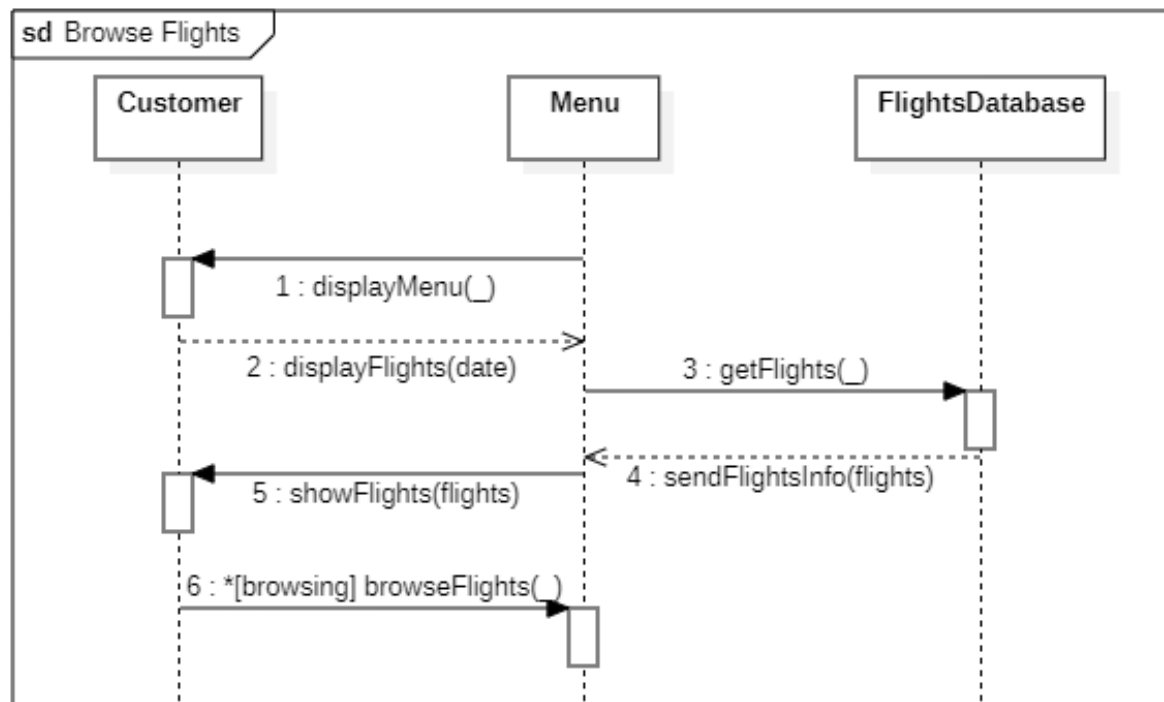 sd Browse Flights
Customer
Menu
FlightsDatabase
1 : displayMenu(_)
2 : displayFlights(date)
3 : getFlights(_)
4 : sendFlightsInfo(flights)
5 : showFlights(flights)
6 : *[browsing] browseFlights(_)